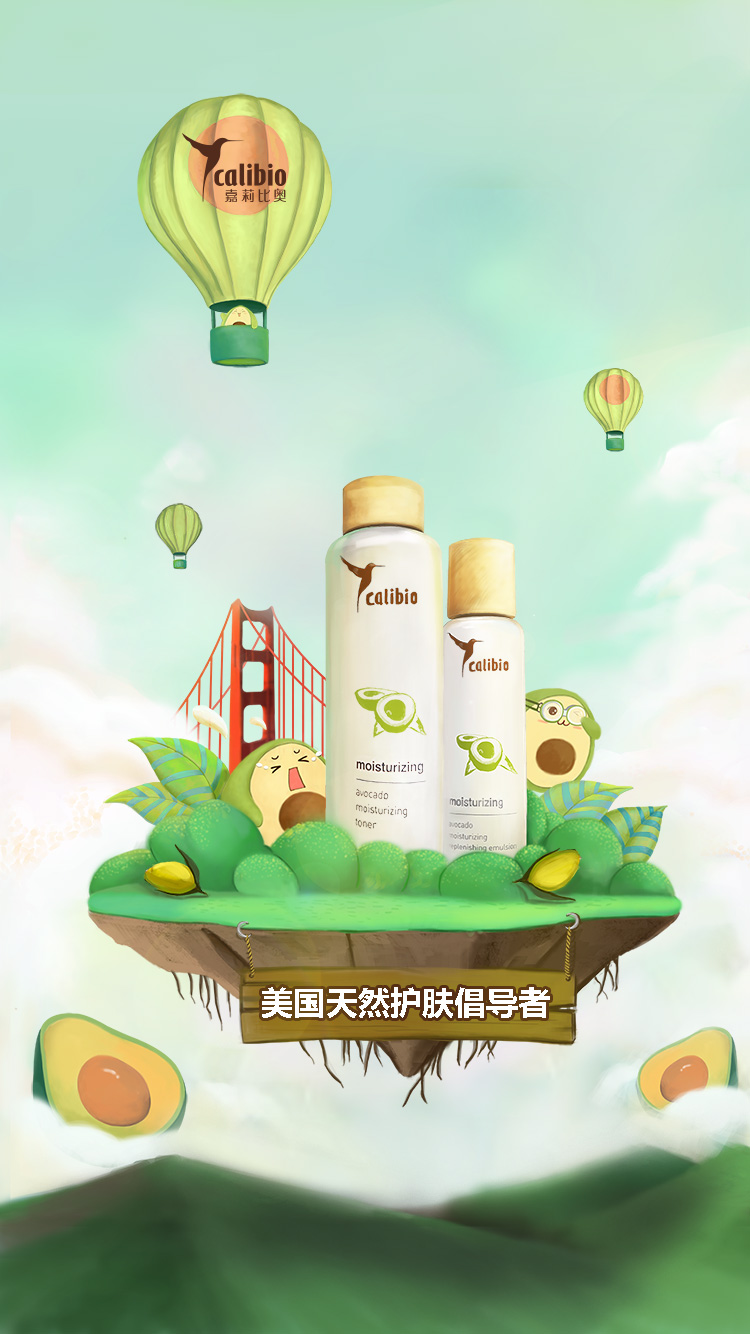 calibio
嘉莉比奥
calibio
moisturizing
avocado
moisturizing
toner
calibio
moisturizing
avocado
moisturizing
replenishing emulsion
美国天然护肤倡导者